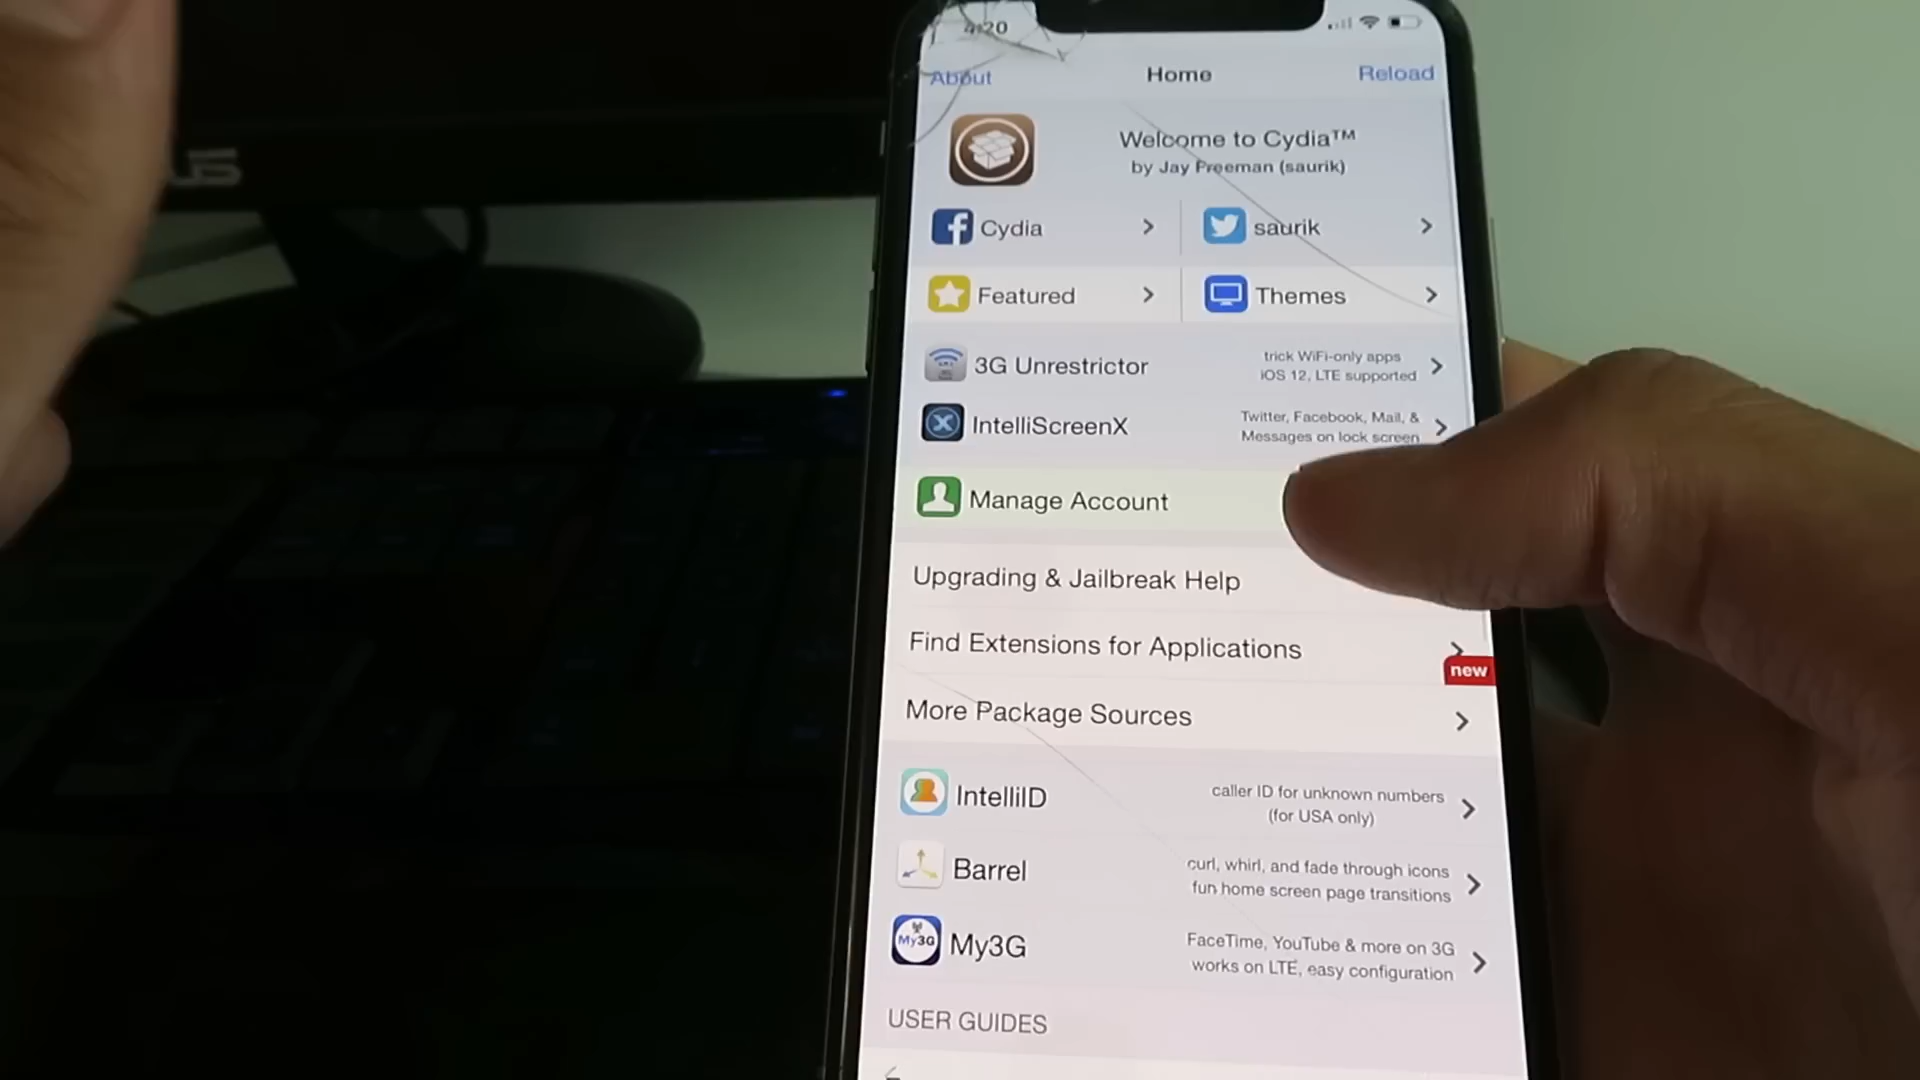 4:20
About
Home
Reload
Welcome to Cydia™
by Jay Freeman (saurik)
Cydia
saurik
Featured
Themes
3G Unrestrictor
trick WiFi-only apps
iOS 12, LTE supported
IntelliScreenX
Twitter, Facebook, Mail, &
Messages on lock screen
Manage Account
Upgrading & Jailbreak Help
Find Extensions for Applications
new
More Package Sources
IntelliID
caller ID for unknown numbers
(for USA only)
Barrel
curl, whirl, and fade through icons
fun home screen page transitions
My3G
My3G
FaceTime, YouTube & more on 3G
works on LTE, easy configuration
USER GUIDES